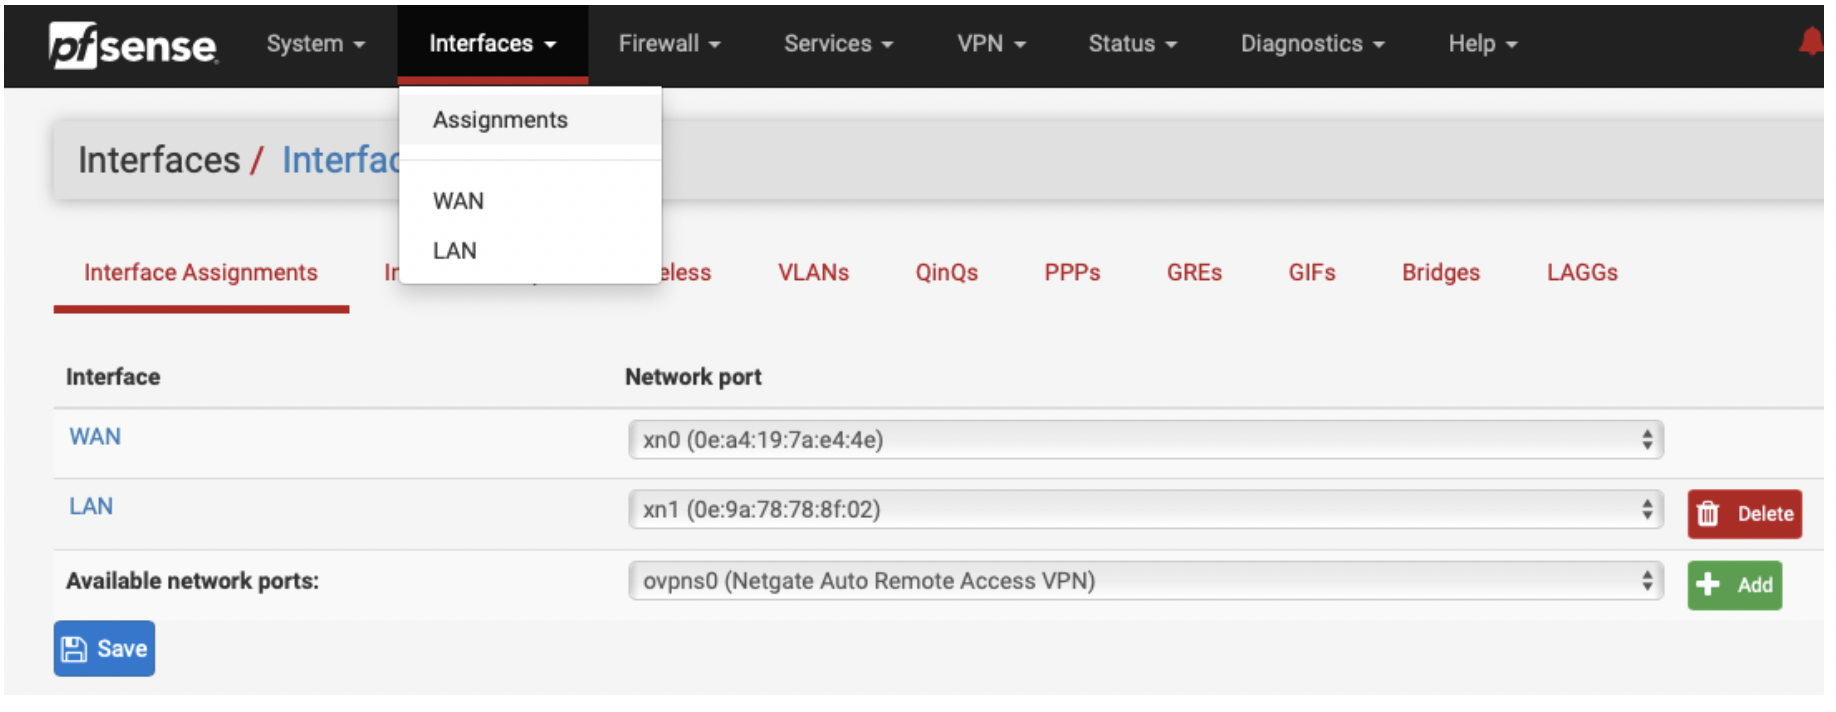 pfsense System Interfaces Firewall Services VPN Status Diagnostics Help
Assignments
WAN
LAN
Interfaces / Interfac
Interface Assignments In eless VLANs QinQs PPPs GREs GIFs Bridges LAGGs
Interface Network port
WAN xn0 (0e:a4:19:7a:e4:4e)
LAN xn1 (0e:9a:78:78:8f:02) Delete
Available network ports: ovpns0 (Netgate Auto Remote Access VPN) Add
Save